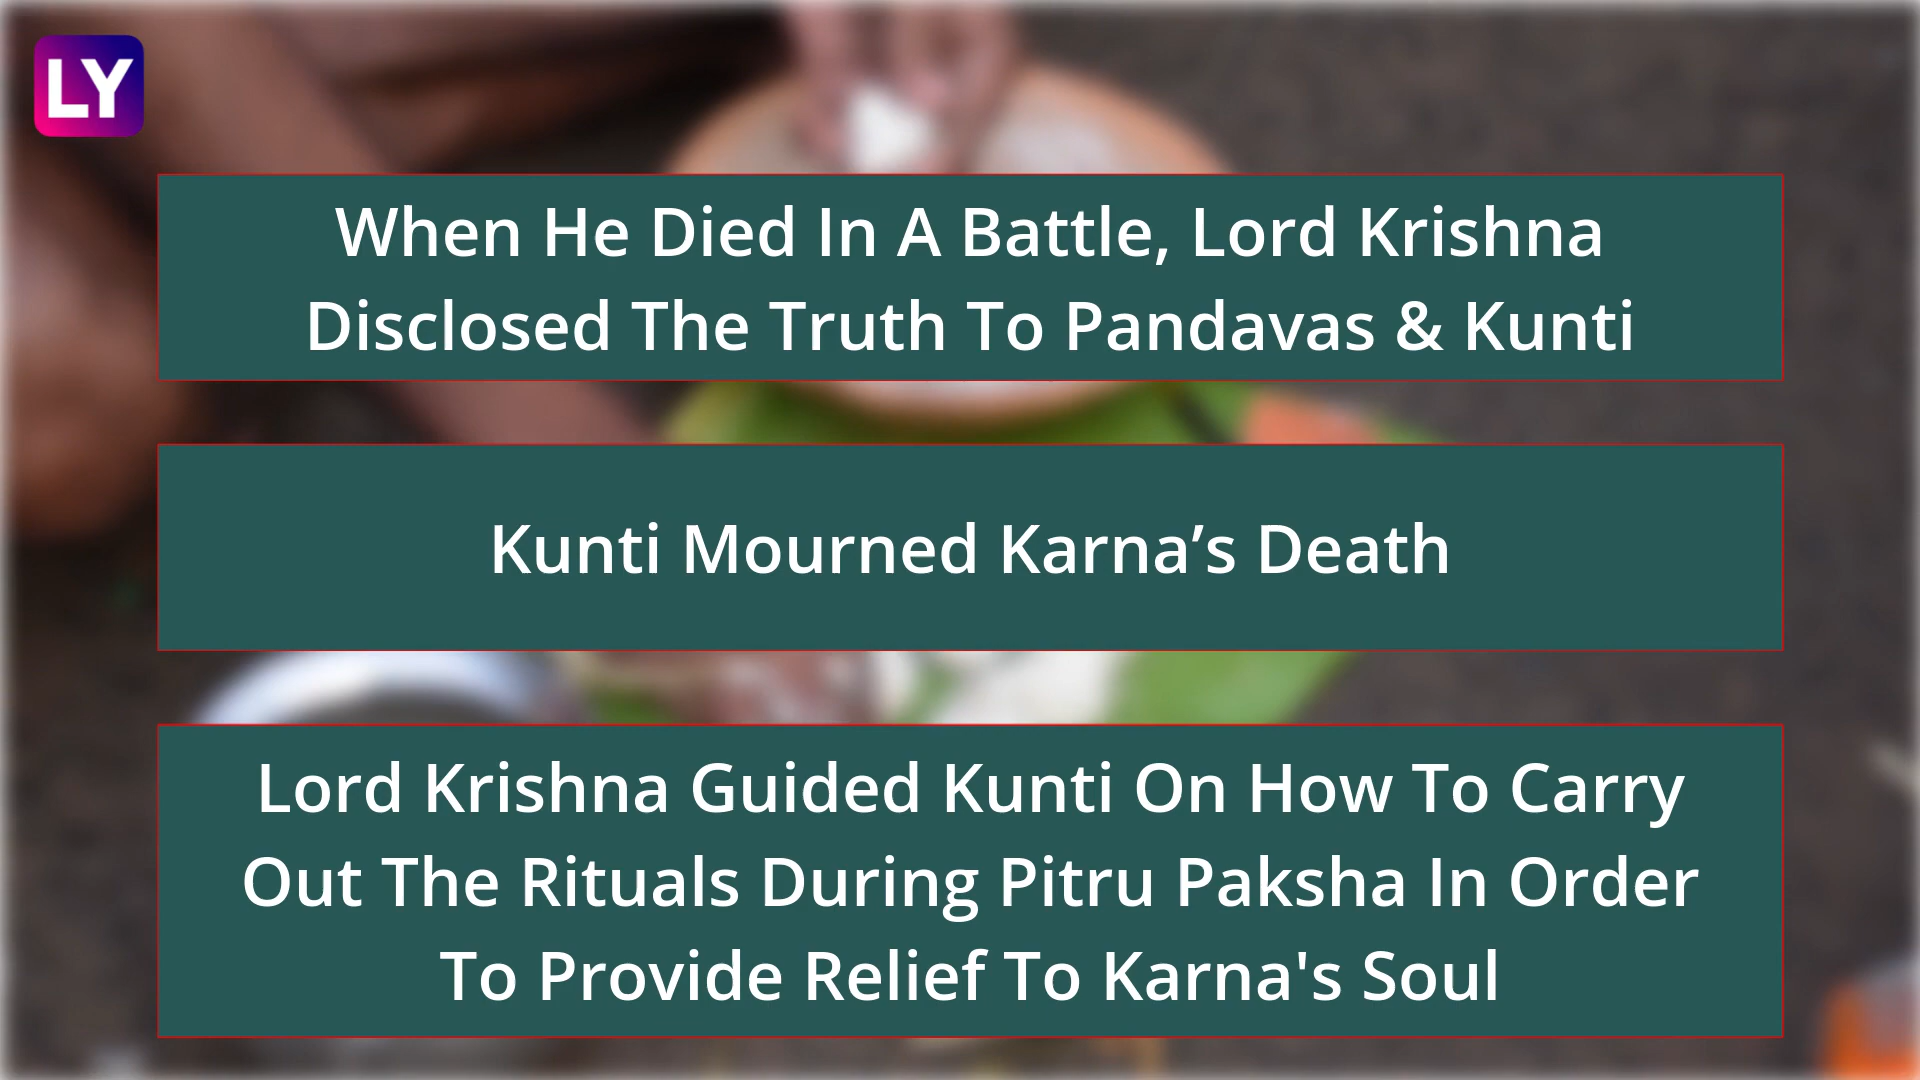 LY
When He Died In A Battle, Lord Krishna
Disclosed The Truth To Pandavas & Kunti
Kunti Mourned Karna’s Death
Lord Krishna Guided Kunti On How To Carry
Out The Rituals During Pitru Paksha In Order
To Provide Relief To Karna's Soul